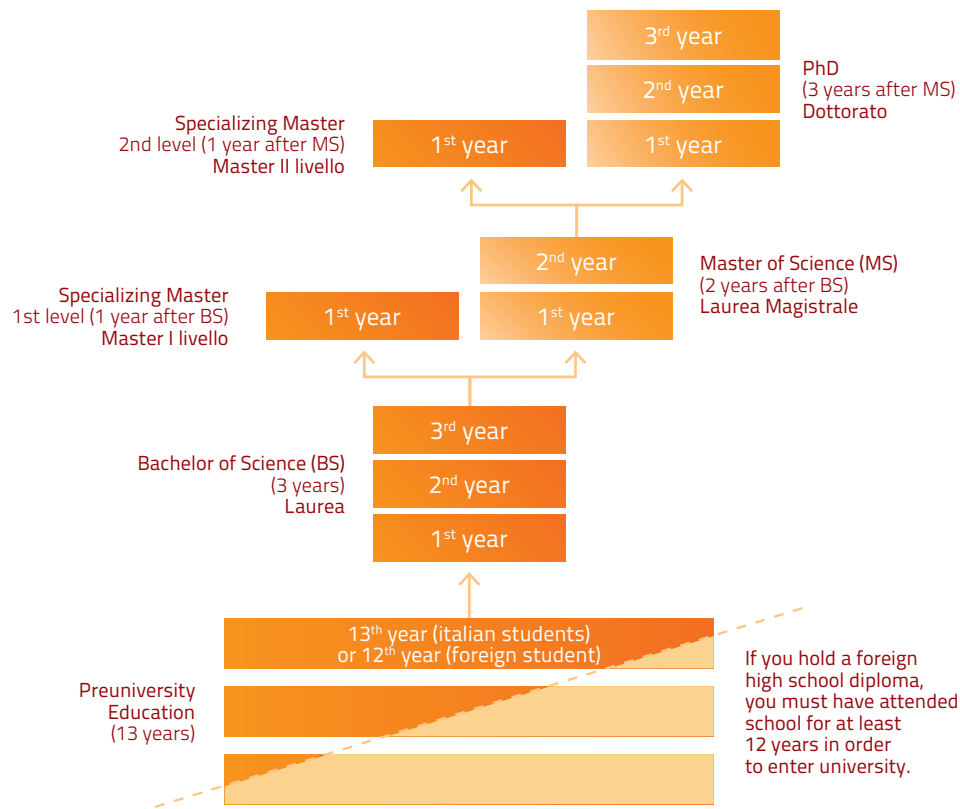 3rd year
2nd year
1st year
PhD
(3 years after MS)
Dottorato
Specializing Master
2nd level (1 year after MS)
Master II livello
1st year
2nd year
1st year
Master of Science (MS)
(2 years after BS)
Laurea Magistrale
Specializing Master
1st level (1 year after BS)
Master I livello
1st year
3rd year
2nd year
1st year
Bachelor of Science (BS)
(3 years)
Laurea
13th year (italian students)
or 12th year (foreign student)
Preuniversity
Education
(13 years)
If you hold a foreign
high school diploma,
you must have attended
school for at least
12 years in order
to enter university.